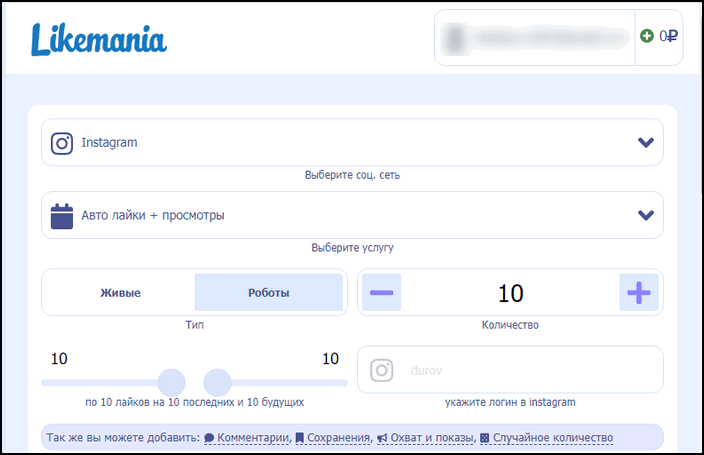 Likemania
0₽
Instagram
Выберите соц. сеть
Авто лайки + просмотры
Выберите услугу
Живые Роботы 10
Тип Количество
10 10
durov
по 10 лайков на 10 последних и 10 будущих укажите логин в instagram
Так же вы можете добавить: Комментарии, Сохранения, Охват и показы, Случайное количество